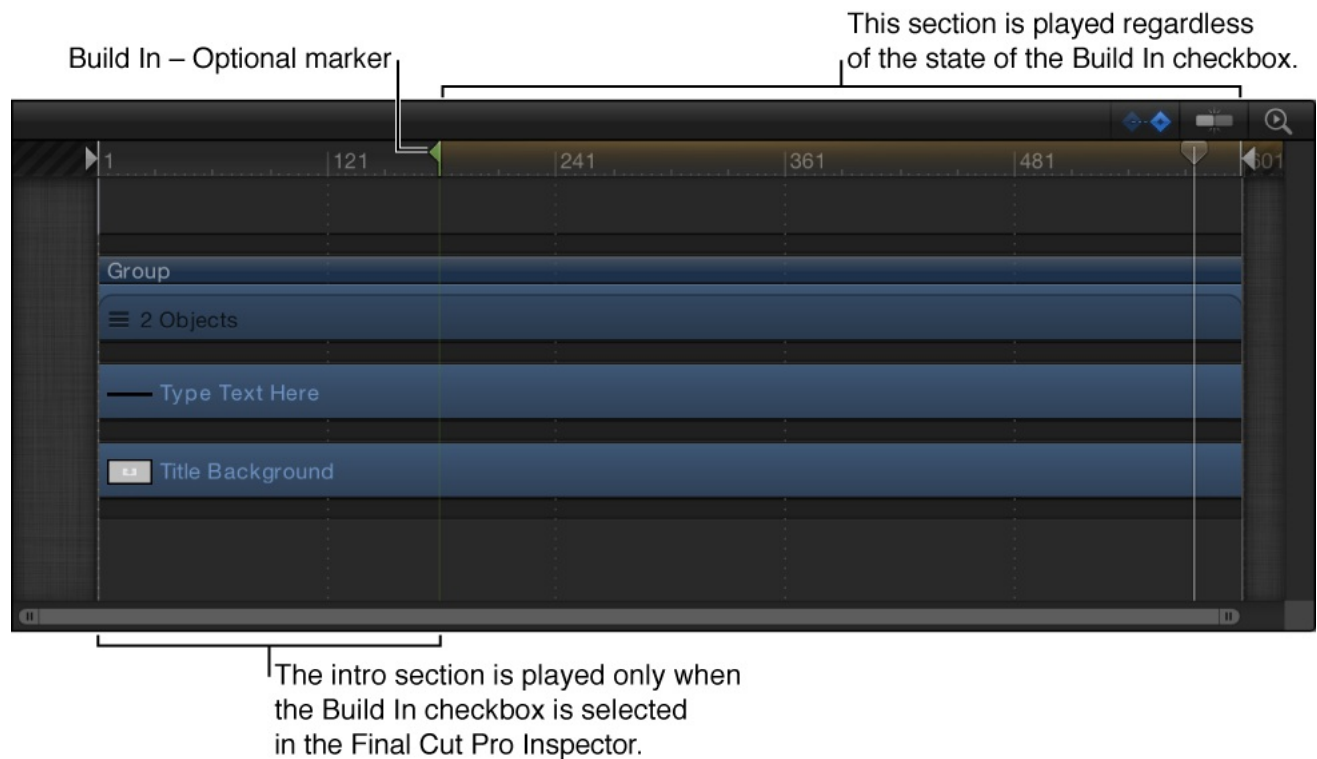 This section is played regardless
of the state of the Build In checkbox.
Build In – Optional marker
1 121 241 361 481 601
Group
2 Objects
Type Text Here
Title Background
The intro section is played only when
the Build In checkbox is selected
in the Final Cut Pro Inspector.